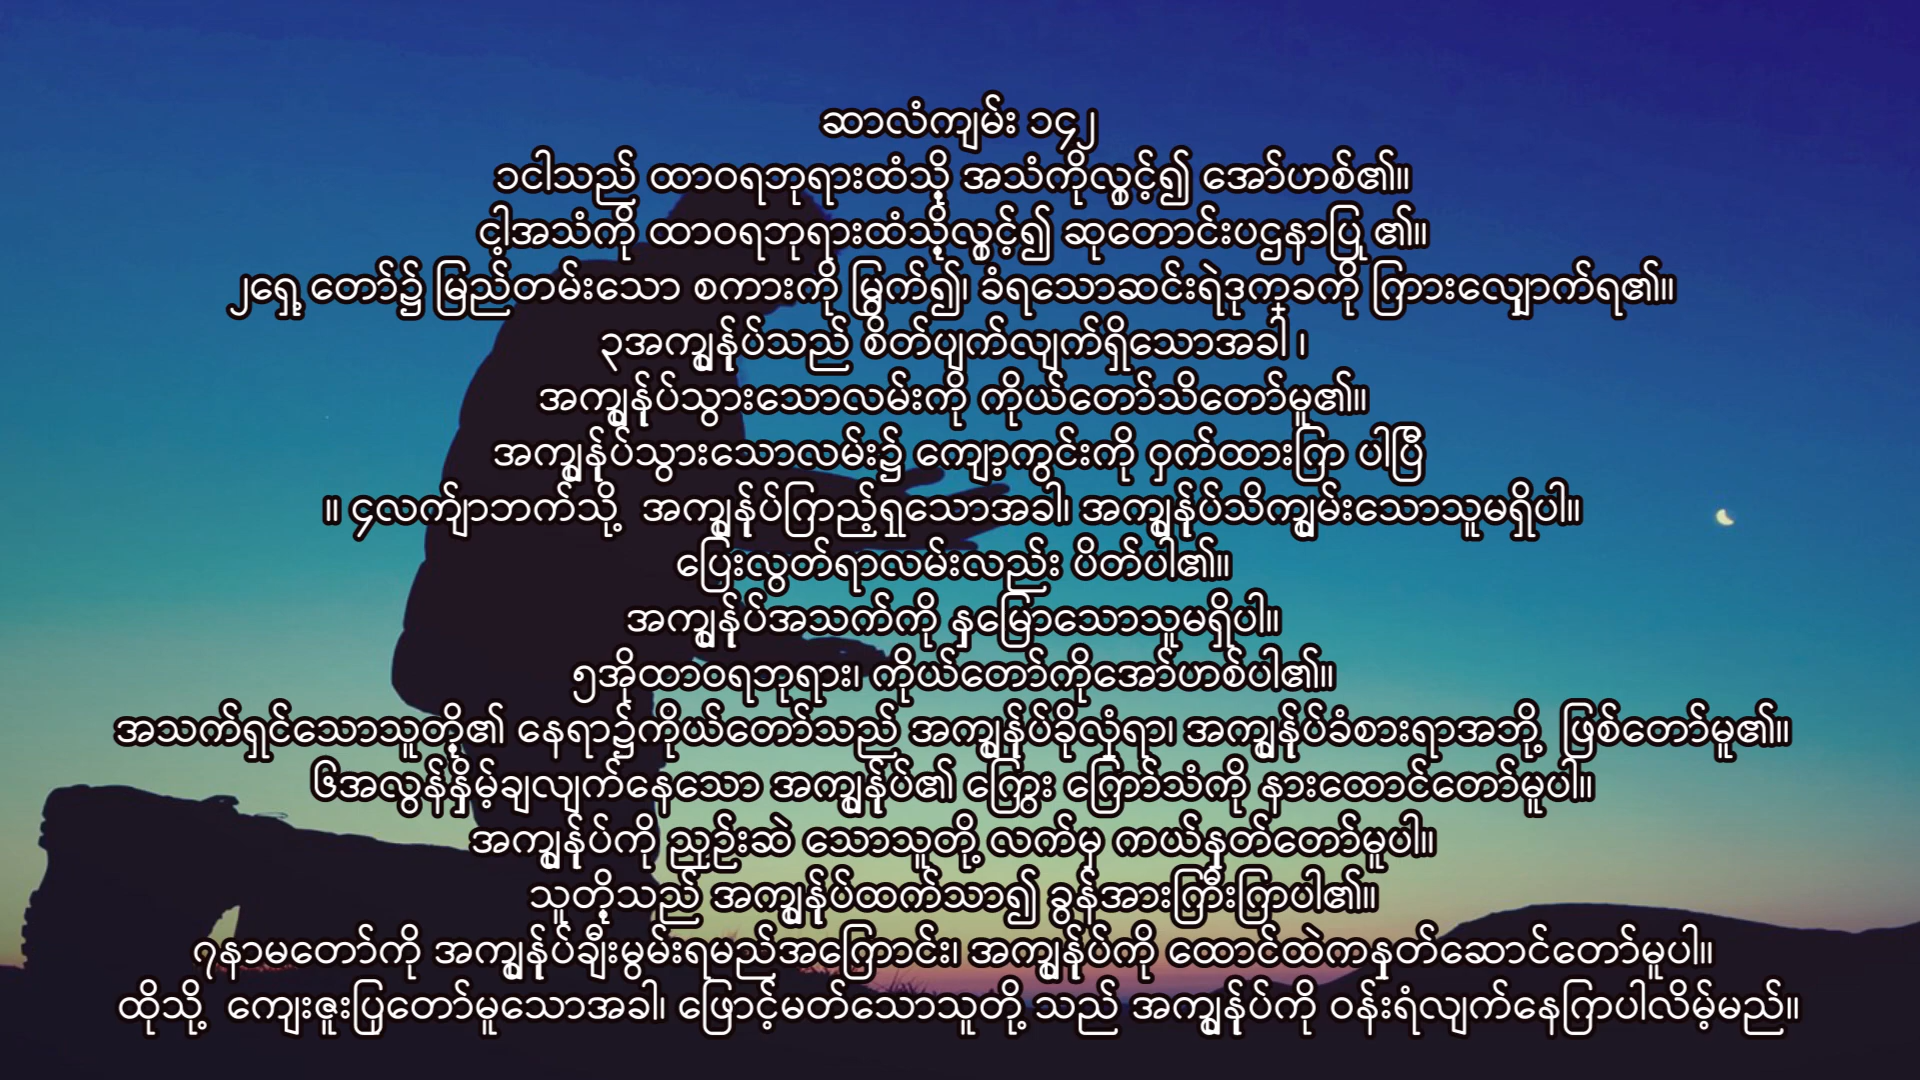 ဆာလံကျမ်း ၁၄၂
၁ငါသည် ထာဝရဘုရားထံသို့ အသံကိုလွှင့်၍ အော်ဟစ်၏။
ငါ့အသံကို ထာဝရဘုရားထံသို့လွှင့်၍ ဆုတောင်းပဌနာပြု ၏။
၂ရှေ့ တော်၌ မြည်တမ်းသော စကားကို မြွက်၍၊ ခံရသောဆင်းရဲဒုက္ခကို ကြားလျှောက်ရ၏။
၃အကျွန်ုပ်သည် စိတ်ပျက်လျက်ရှိသောအခါ ၊
အကျွန်ုပ်သွားသောလမ်းကို ကိုယ်တော်သိတော်မူ၏။
အကျွန်ုပ်သွားသောလမ်း၌ ကျော့ကွင်းကို ဝှက်ထားကြ ပါပြီ
။ ၄လက်ျာဘက်သို့ အကျွန်ုပ်ကြည့်ရှုသောအခါ၊ အကျွန်ုပ်သိကျွမ်းသောသူမရှိပါ။
ပြေးလွတ်ရာလမ်းလည်း ပိတ်ပါ၏။
အကျွန်ုပ်အသက်ကို နှမြောသောသူမရှိပါ။
၅အိုထာဝရဘုရား၊ ကိုယ်တော်ကိုအော်ဟစ်ပါ၏။
အသက်ရှင်သောသူတို့၏ နေရာ၌ကိုယ်တော်သည် အကျွန်ုပ်ခိုလှုံရာ၊ အကျွန်ုပ်ခံစားရာအဘို့ ဖြစ်တော်မူ၏။
၆အလွန်နှိမ့်ချလျက်နေသော အကျွန်ုပ်၏ ကြွေး ကြော်သံကို နားထောင်တော်မူပါ။
အကျွန်ုပ်ကို ညှဉ်းဆဲ သောသူတို့ လက်မှ ကယ်နှုတ်တော်မူပါ။
သူတို့သည် အကျွန်ုပ်ထက်သာ၍ ခွန်အားကြီးကြပါ၏။
၇နာမတော်ကို အကျွန်ုပ်ချီးမွမ်းရမည်အကြောင်း၊ အကျွန်ုပ်ကို ထောင်ထဲကနှုတ်ဆောင်တော်မူပါ။
ထိုသို့ ကျေးဇူးပြုတော်မူသောအခါ၊ ဖြောင့်မတ်သောသူတို့ သည် အကျွန်ုပ်ကို ဝန်းရံလျက်နေကြပါလိမ့်မည်။